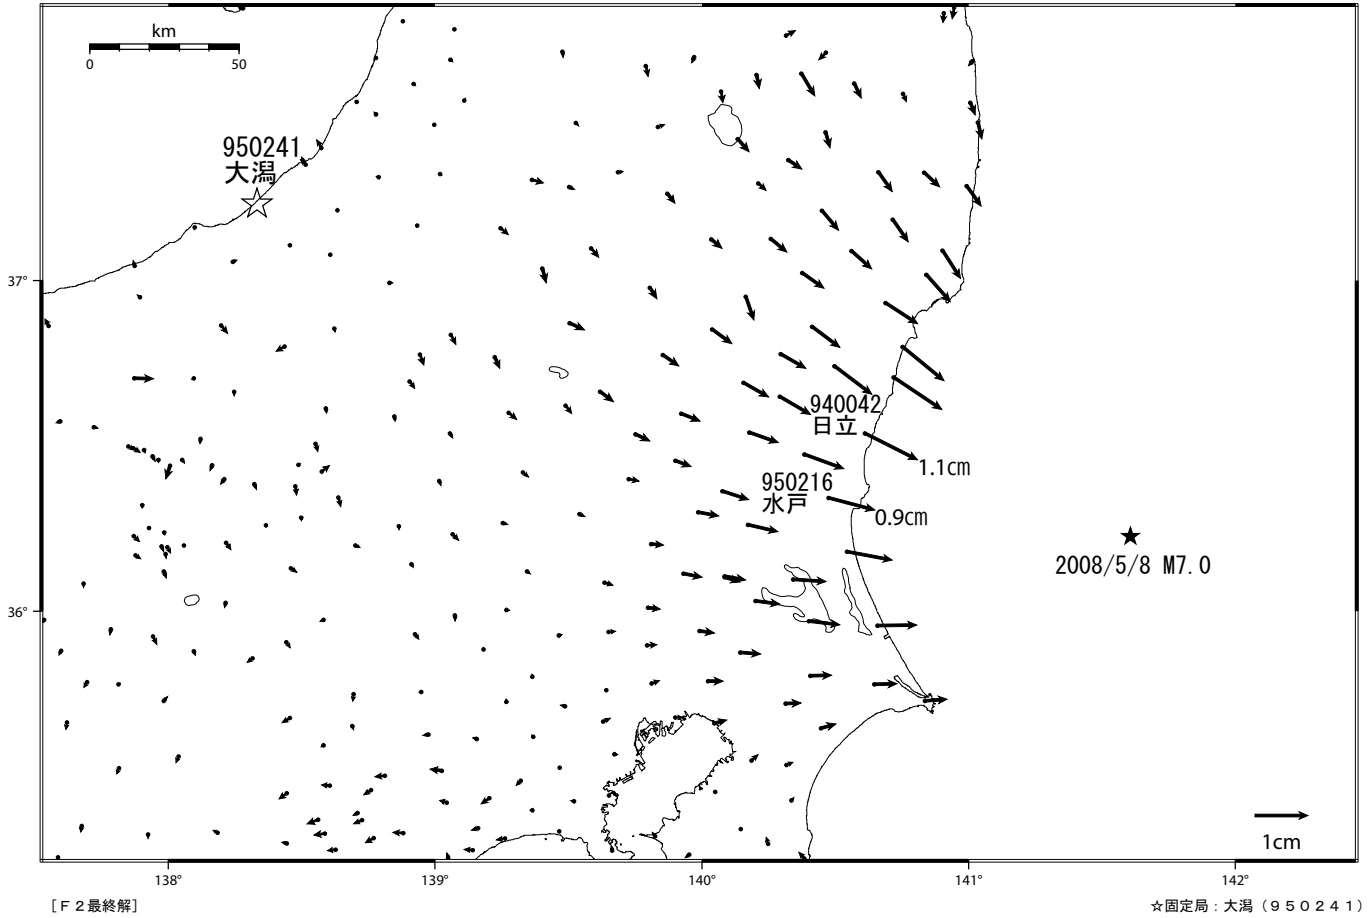 km
0 50
950241
大潟
37°
940042
日立
1.1cm
950216
水戸
0.9cm
2008/5/8 M7.0
36°
1cm
138° 139° 140° 141° 142°
［Ｆ２最終解］
☆固定局：大潟（９５０２４１）